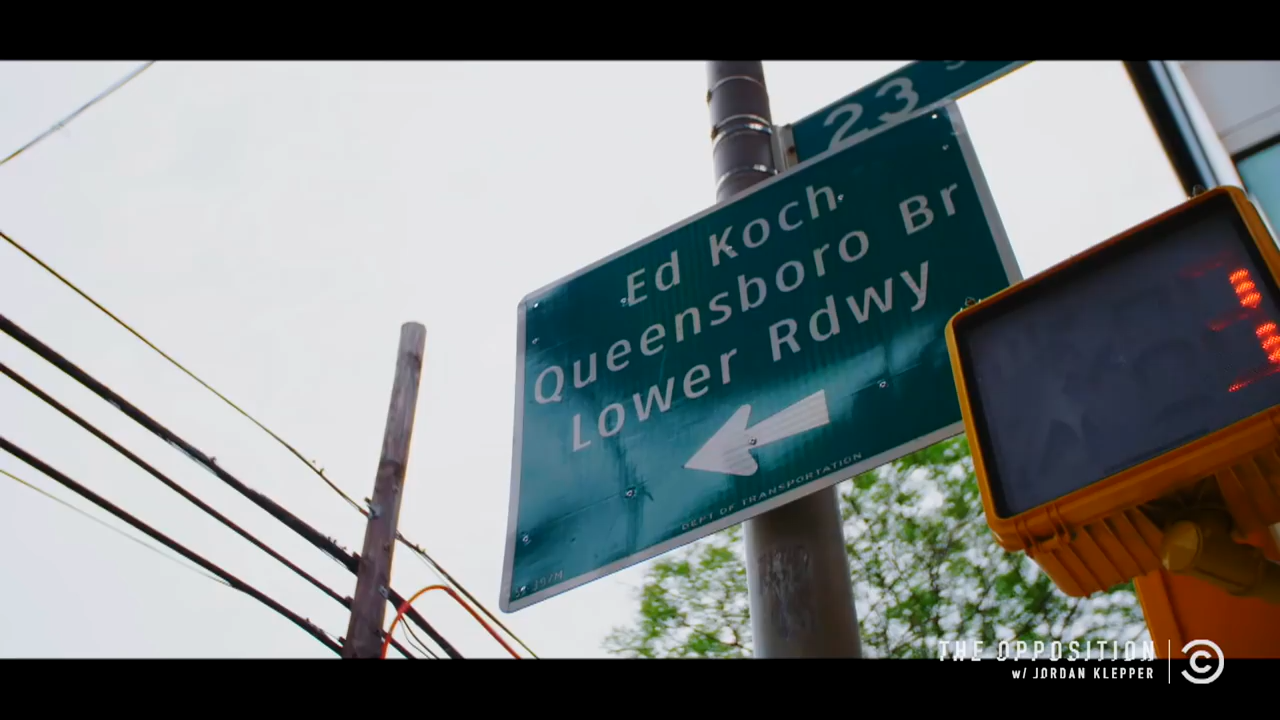 23
Ed Koch
Queensboro Br
Lower Rdwy
DEPT OF TRANSPORTATION
THE OPPOSITION
w/ JORDAN KLEPPER